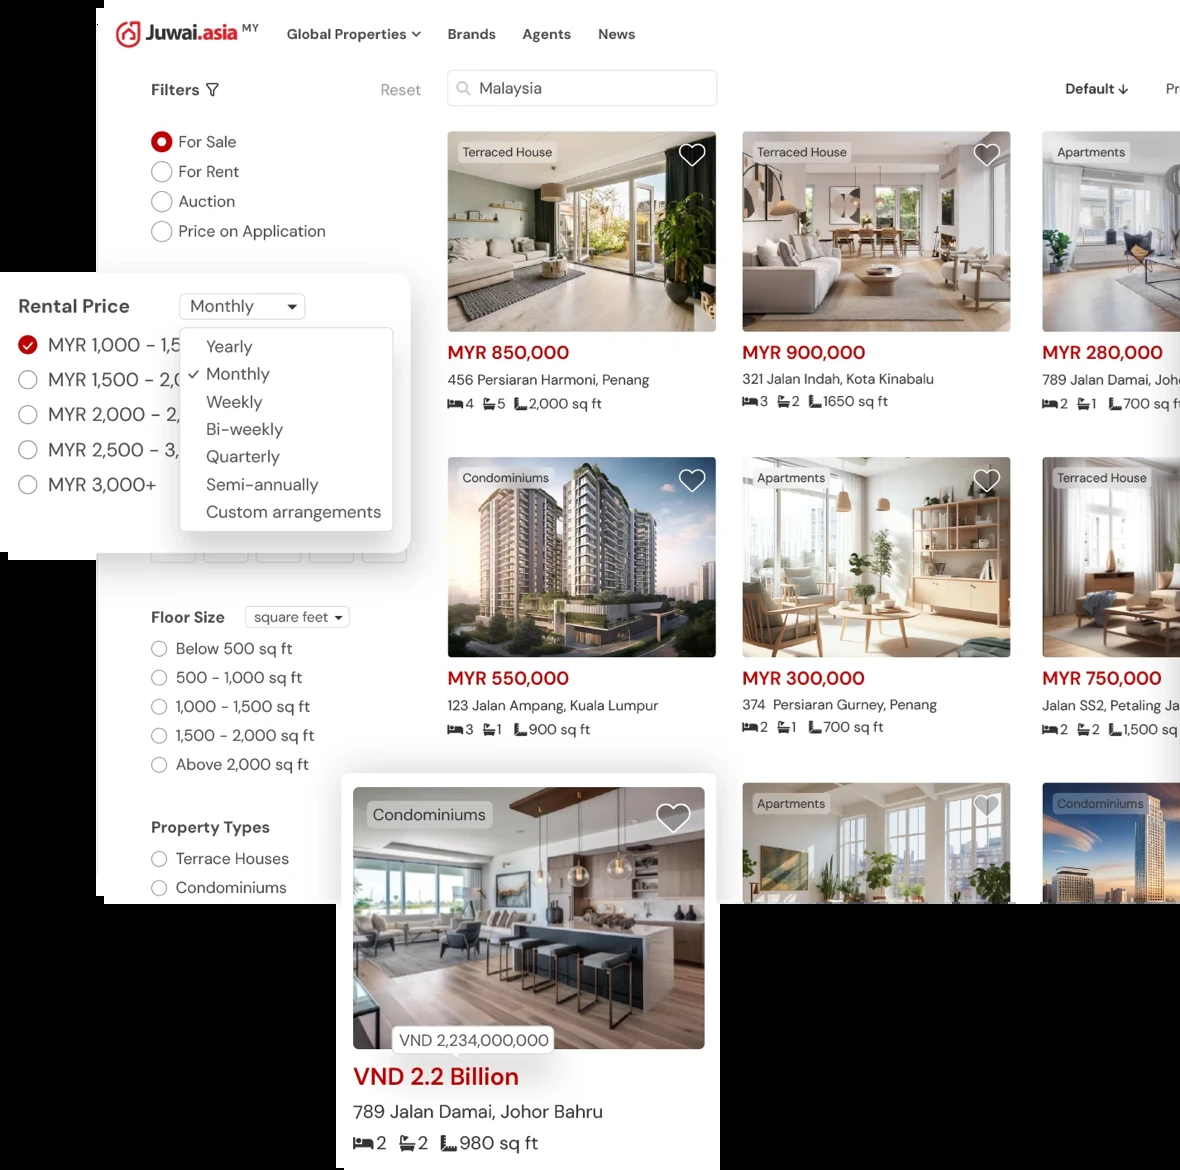 Juwai.asia MY
Global Properties
Brands
Agents
News
Filters
Reset
Malaysia
Default
For Sale
For Rent
Auction
Price on Application
Rental Price
Monthly
MYR 1,000 - 1,5
MYR 1,500 - 2,0
MYR 2,000 - 2,
MYR 2,500 - 3,
MYR 3,000+
Yearly
Monthly
Weekly
Bi-weekly
Quarterly
Semi-annually
Custom arrangements
Floor Size
square feet
Below 500 sq ft
500 - 1,000 sq ft
1,000 - 1,500 sq ft
1,500 - 2,000 sq ft
Above 2,000 sq ft
Property Types
Terrace Houses
Condominiums
Terraced House
MYR 850,000
456 Persiaran Harmoni, Penang
4 5 2,000 sq ft
Terraced House
MYR 900,000
321 Jalan Indah, Kota Kinabalu
3 2 1650 sq ft
Apartments
MYR 280,000
789 Jalan Damai, Joh
2 1 700 sq ft
Condominiums
MYR 550,000
123 Jalan Ampang, Kuala Lumpur
3 1 900 sq ft
Apartments
MYR 300,000
374 Persiaran Gurney, Penang
2 1 700 sq ft
Terraced House
MYR 750,000
Jalan SS2, Petaling Ja
2 2 1,500 sq
Condominiums
VND 2,234,000,000
VND 2.2 Billion
789 Jalan Damai, Johor Bahru
2 2 980 sq ft
Apartments
Condominiums